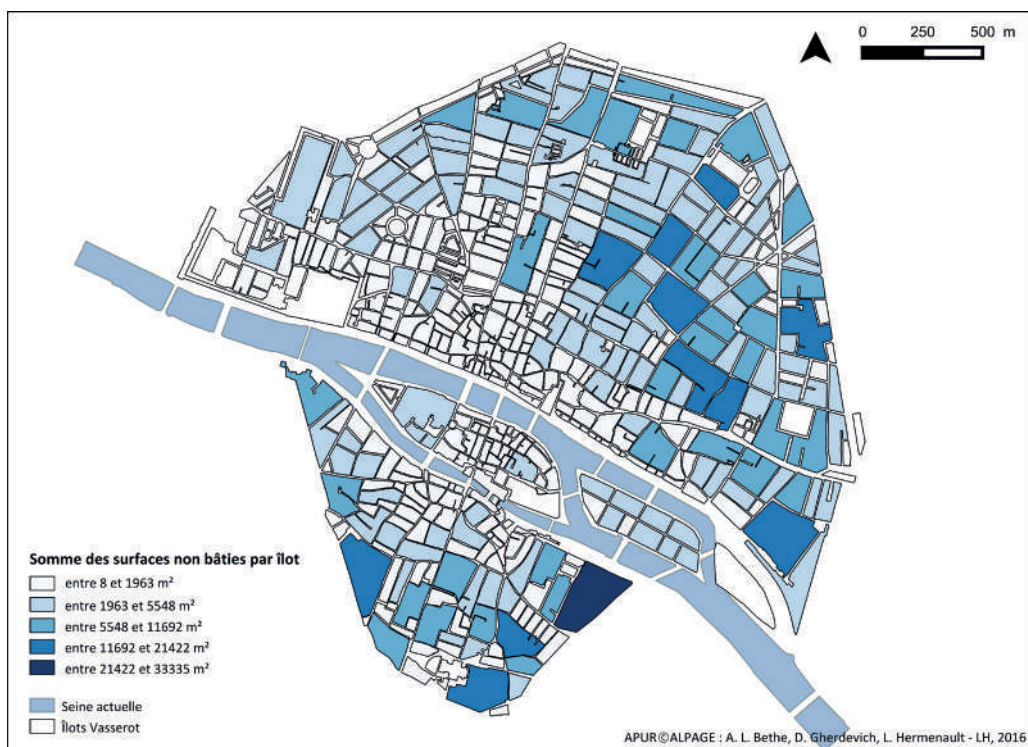 0 250 500 m
Somme des surfaces non bâties par îlot
entre 8 et 1963 m²
entre 1963 et 5548 m²
entre 5548 et 11692 m²
entre 11692 et 21422 m²
entre 21422 et 33335 m²
Seine actuelle
Îlots Vasserot
APUR©ALPAGE : A. L. Bethe, D. Gherdevich, L. Hermenault - LH, 2016